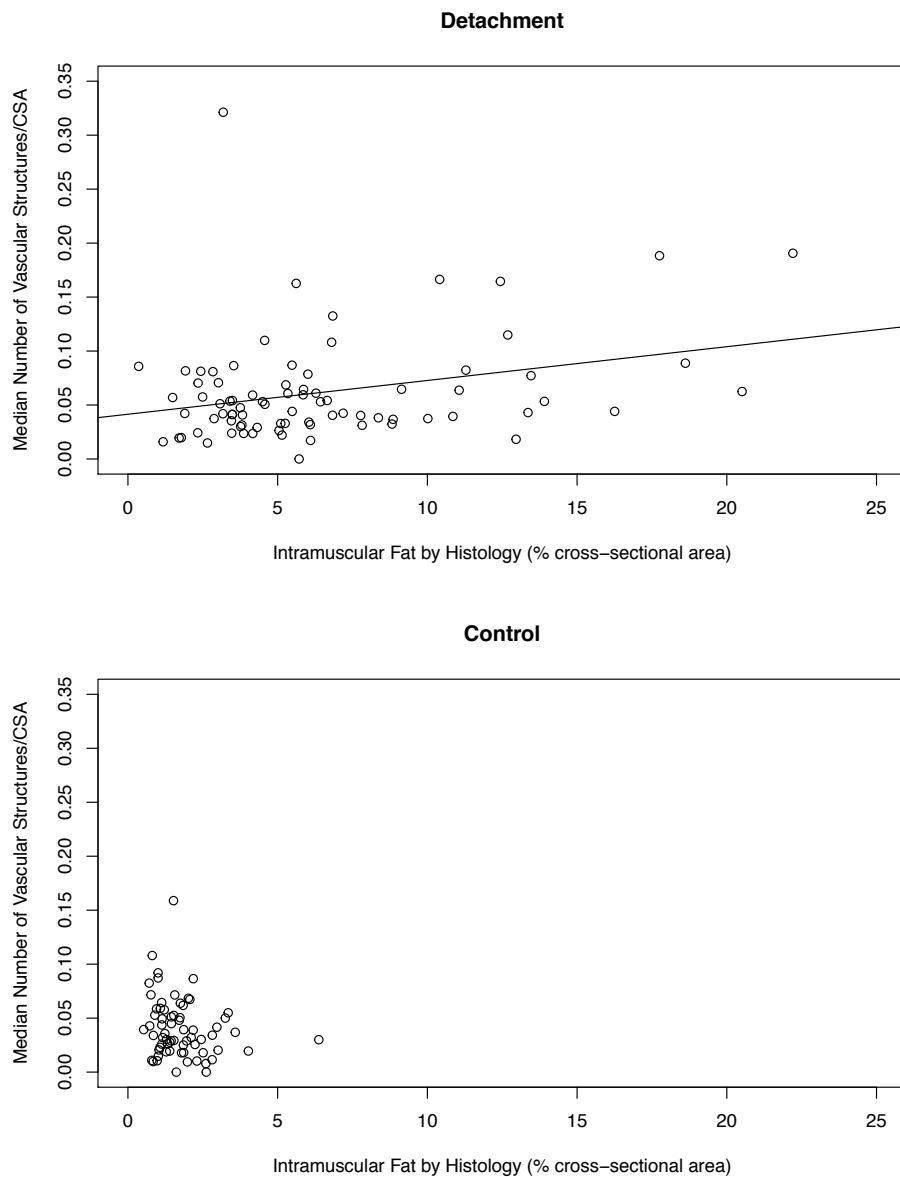 Detachment
Median Number of Vascular Structures/CSA
0.35
0.30
0.25
0.20
0.15
0.10
0.05
0.00
0 5 10 15 20 25
Intramuscular Fat by Histology (% cross−sectional area)
Control
Median Number of Vascular Structures/CSA
0.35
0.30
0.25
0.20
0.15
0.10
0.05
0.00
0 5 10 15 20 25
Intramuscular Fat by Histology (% cross−sectional area)